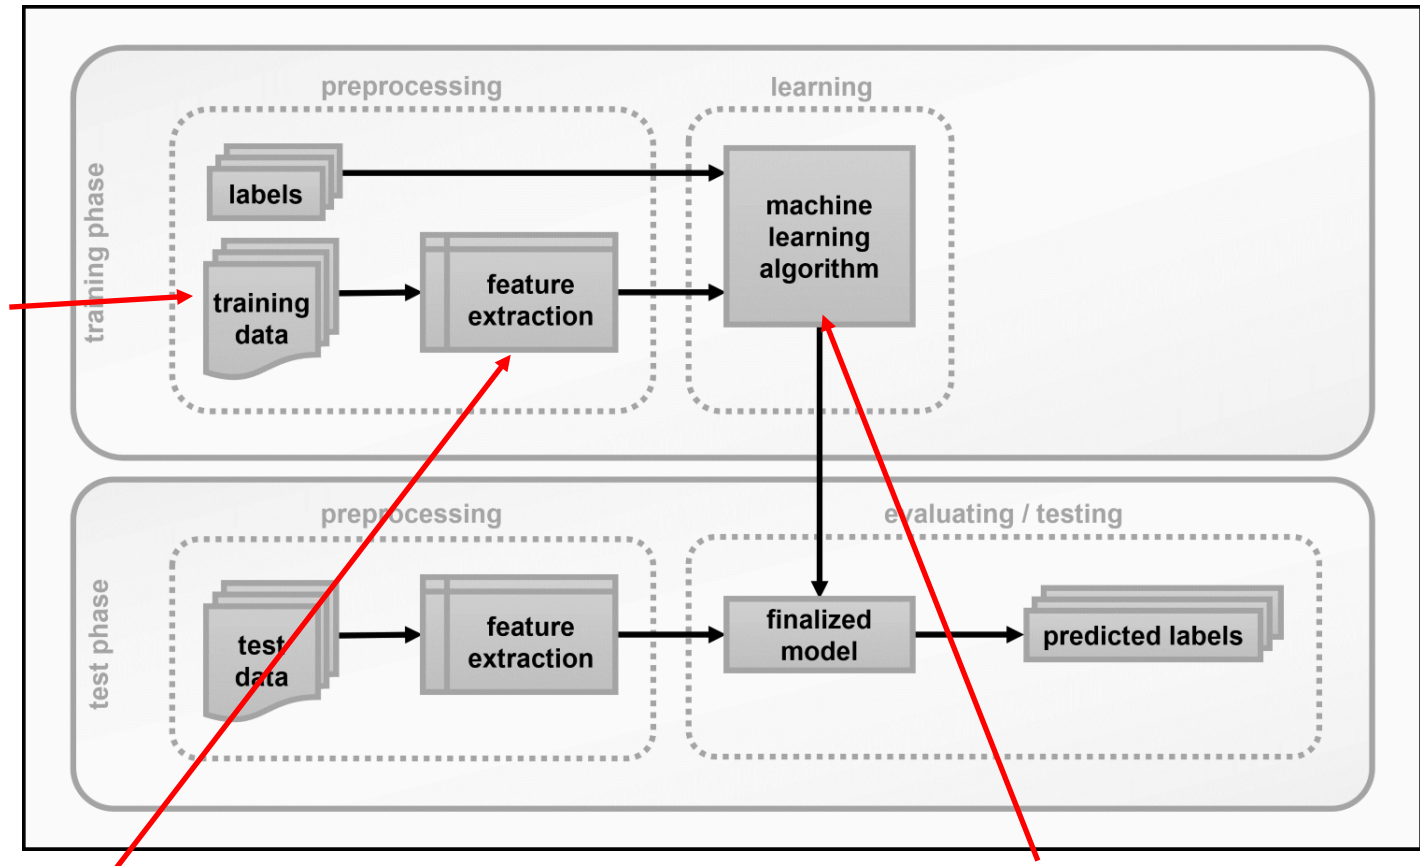 preprocessing
learning
training phase
labels
machine
learning
algorithm
training
data
feature
extraction
preprocessing
evaluating / testing
test phase
test
data
feature
extraction
finalized
model
predicted labels